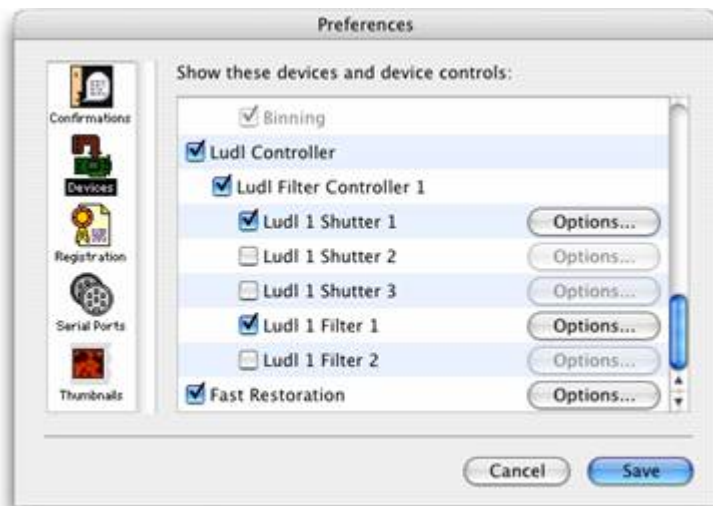 Preferences
Confirmations
Devices
Registration
Serial Ports
Thumbnails
Show these devices and device controls:
Binning
Ludl Controller
Ludl Filter Controller 1
Ludl 1 Shutter 1 Options...
Ludl 1 Shutter 2 Options...
Ludl 1 Shutter 3 Options...
Ludl 1 Filter 1 Options...
Ludl 1 Filter 2 Options...
Fast Restoration Options...
Cancel Save